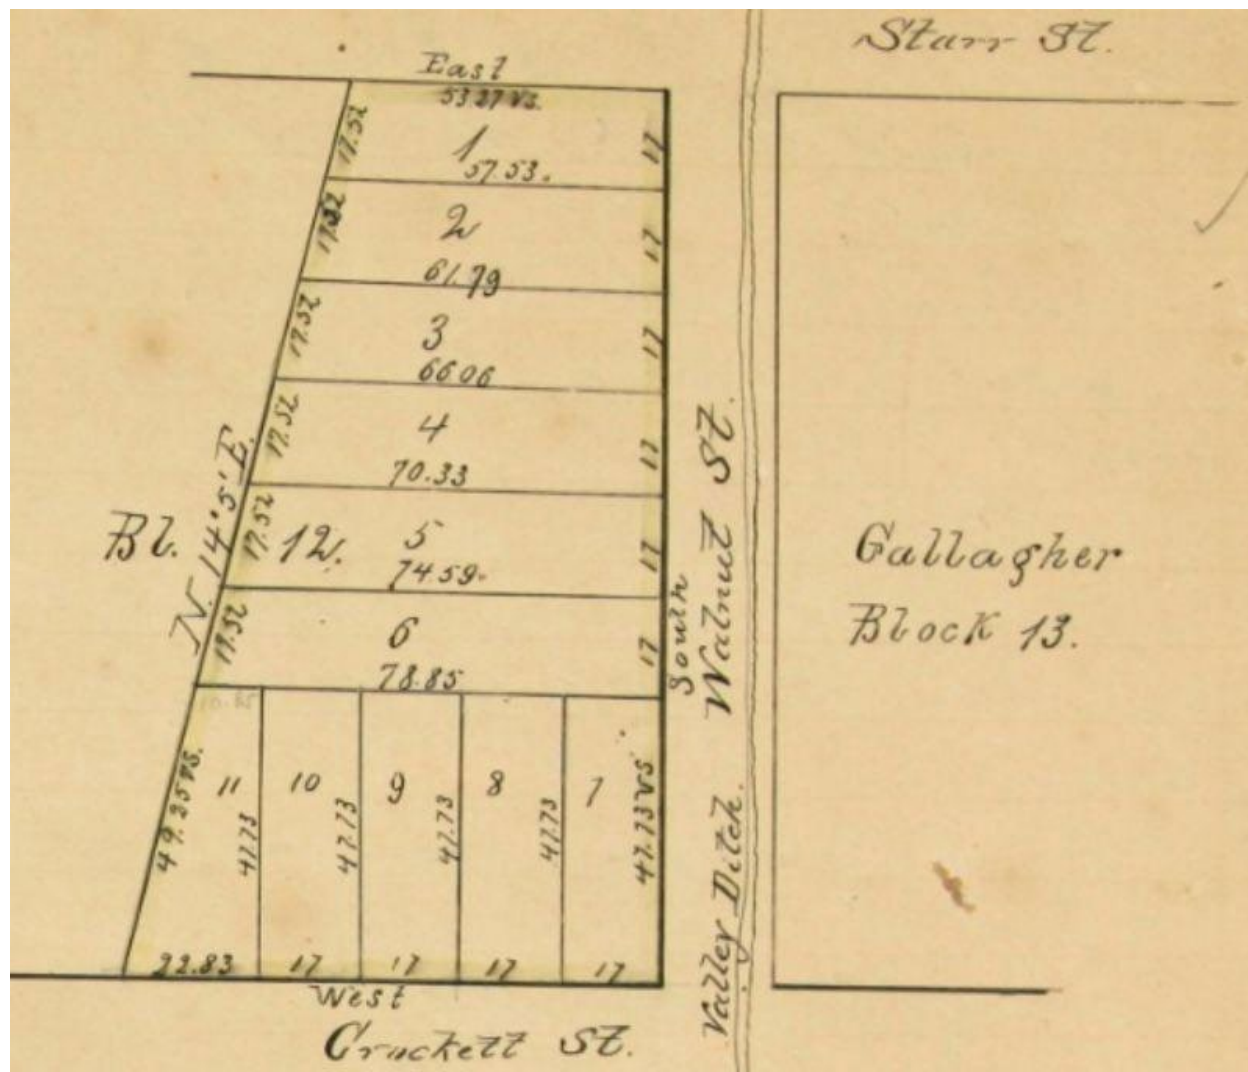 Starr St.
East
53 27 vs.
17.52
1
17
57.53.
17.52
2
17
61.79
17.52
3
17
66 06
17.52
4
17
70.33
N. 14° 5' E.
Bl.
12.
17.52
5
17
74.59.
17.52
6
17
78.85
South
Walnut St.
Valley Ditch.
Gallagher
Block 13.
49.25 vs.
11
47.73
10
47.73
9
47.73
8
47.73
7
47.73 vs.
22.83
17
17
17
17
West
Crockett St.